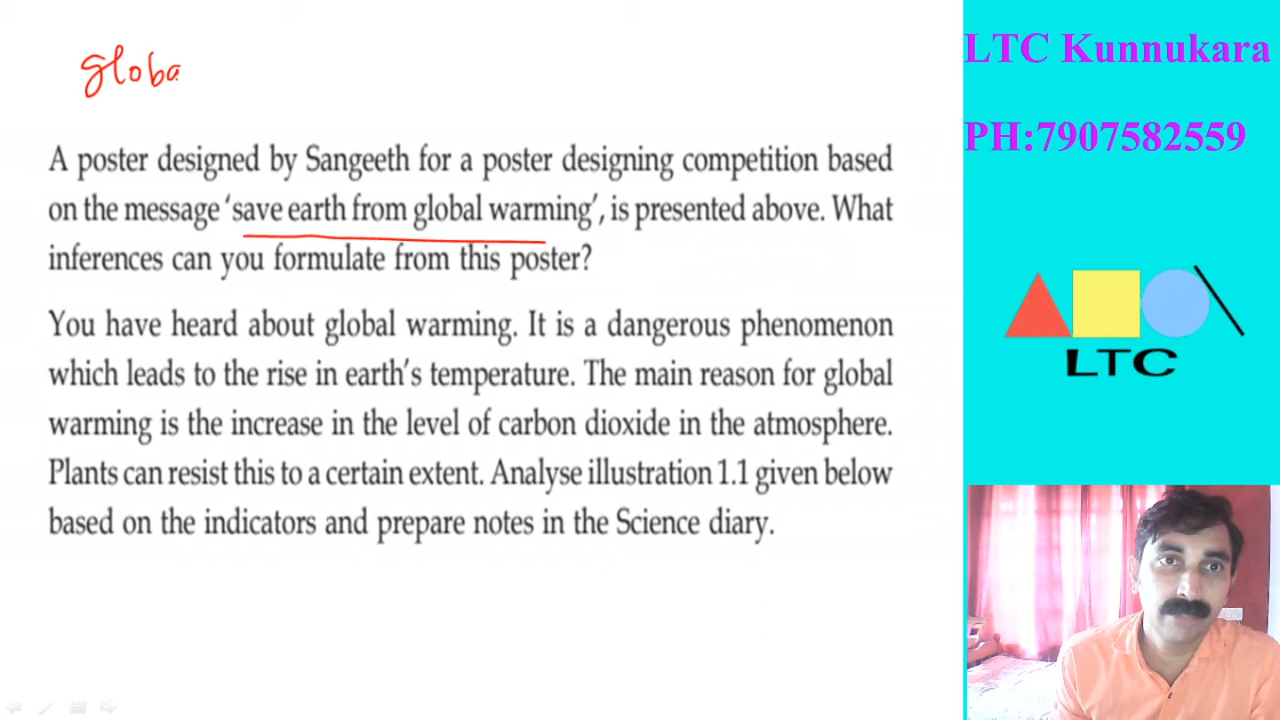 globa
A poster designed by Sangeeth for a poster designing competition based
on the message ‘save earth from global warming’, is presented above. What
inferences can you formulate from this poster?
You have heard about global warming. It is a dangerous phenomenon
which leads to the rise in earth’s temperature. The main reason for global
warming is the increase in the level of carbon dioxide in the atmosphere.
Plants can resist this to a certain extent. Analyse illustration 1.1 given below
based on the indicators and prepare notes in the Science diary.
LTC Kunnukara
PH:7907582559
LTC